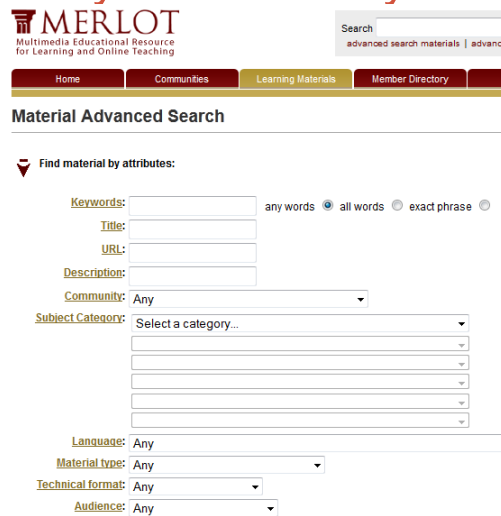 MERLOT
Multimedia Educational Resource
for Learning and Online Teaching
Search
advanced search materials | advanc
Home Communities Learning Materials Member Directory
Material Advanced Search
Find material by attributes:
Keywords: any words all words exact phrase
Title:
URL:
Description:
Community: Any
Subject Category: Select a category...
Language: Any
Material type: Any
Technical format: Any
Audience: Any